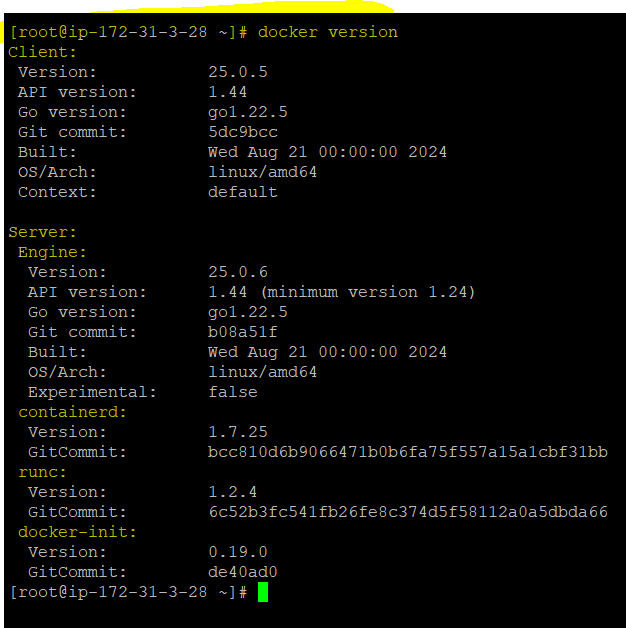 [root@ip-172-31-3-28 ~]# docker version
Client:
 Version:           25.0.5
 API version:       1.44
 Go version:        go1.22.5
 Git commit:        5dc9bcc
 Built:             Wed Aug 21 00:00:00 2024
 OS/Arch:           linux/amd64
 Context:           default

Server:
 Engine:
  Version:          25.0.6
  API version:      1.44 (minimum version 1.24)
  Go version:       go1.22.5
  Git commit:       b08a51f
  Built:            Wed Aug 21 00:00:00 2024
  OS/Arch:          linux/amd64
  Experimental:     false
 containerd:
  Version:          1.7.25
  GitCommit:        bcc810d6b9066471b0b6fa75f557a15a1cbf31bb
 runc:
  Version:          1.2.4
  GitCommit:        6c52b3fc541fb26fe8c374d5f58112a0a5dbda66
 docker-init:
  Version:          0.19.0
  GitCommit:        de40ad0
[root@ip-172-31-3-28 ~]#